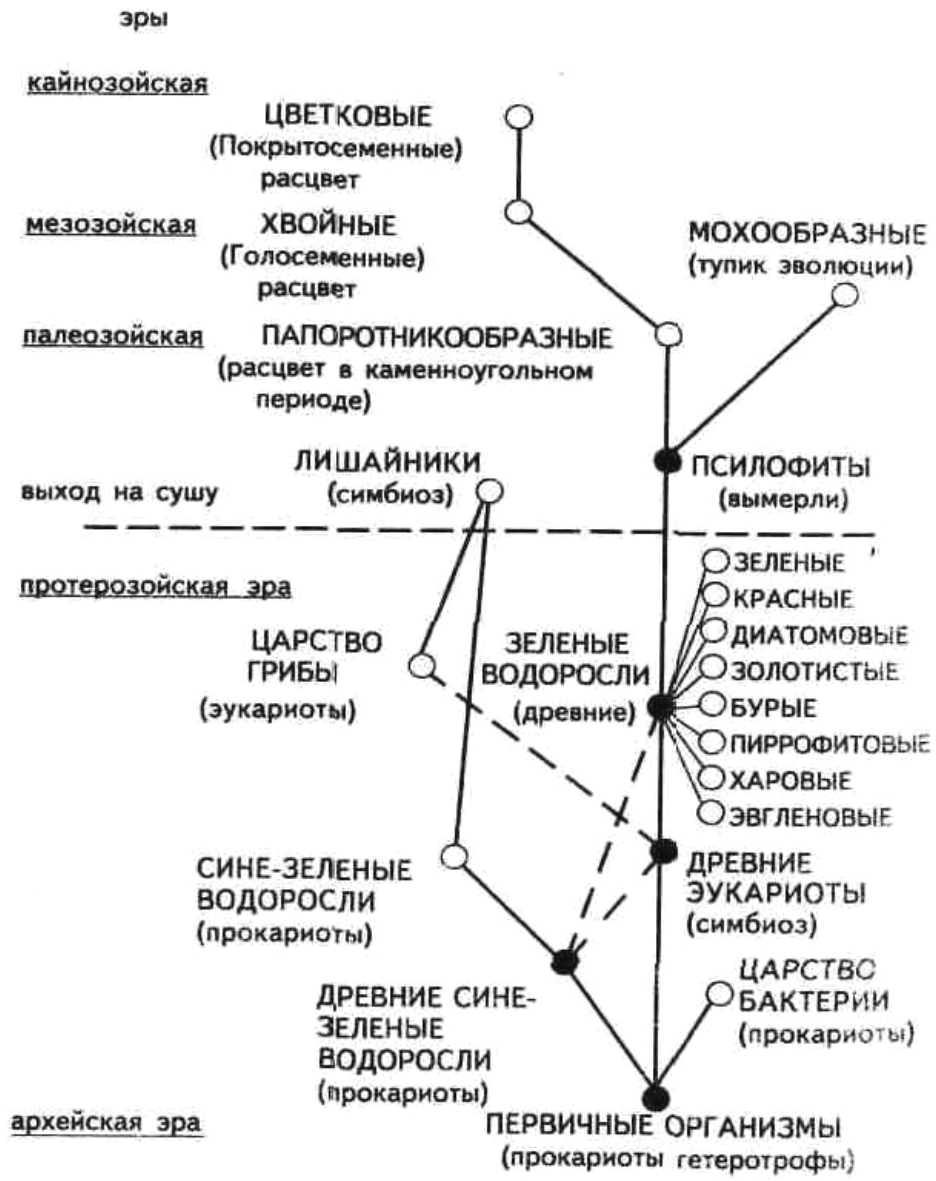 эры
кайнозойская
ЦВЕТКОВЫЕ
(Покрытосеменные)
расцвет
мезозойская
ХВОЙНЫЕ
(Голосеменные)
расцвет
МОХООБРАЗНЫЕ
(тупик эволюции)
палеозойская
ПАПОРОТНИКООБРАЗНЫЕ
(расцвет в каменноугольном
периоде)
ЛИШАЙНИКИ
(симбиоз)
ПСИЛОФИТЫ
(вымерли)
выход на сушу
протерозойская эра
ЗЕЛЕНЫЕ
КРАСНЫЕ
ДИАТОМОВЫЕ
ЗОЛОТИСТЫЕ
БУРЫЕ
ПИРРОФИТОВЫЕ
ХАРОВЫЕ
ЭВГЛЕНОВЫЕ
ЦАРСТВО
ГРИБЫ
(эукариоты)
ЗЕЛЕНЫЕ
ВОДОРОСЛИ
(древние)
СИНЕ-ЗЕЛЕНЫЕ
ВОДОРОСЛИ
(прокариоты)
ДРЕВНИЕ
ЭУКАРИОТЫ
(симбиоз)
ДРЕВНИЕ СИНЕ-
ЗЕЛЕНЫЕ
ВОДОРОСЛИ
(прокариоты)
ЦАРСТВО
БАКТЕРИИ
(прокариоты)
архейская эра
ПЕРВИЧНЫЕ ОРГАНИЗМЫ
(прокариоты гетеротрофы)